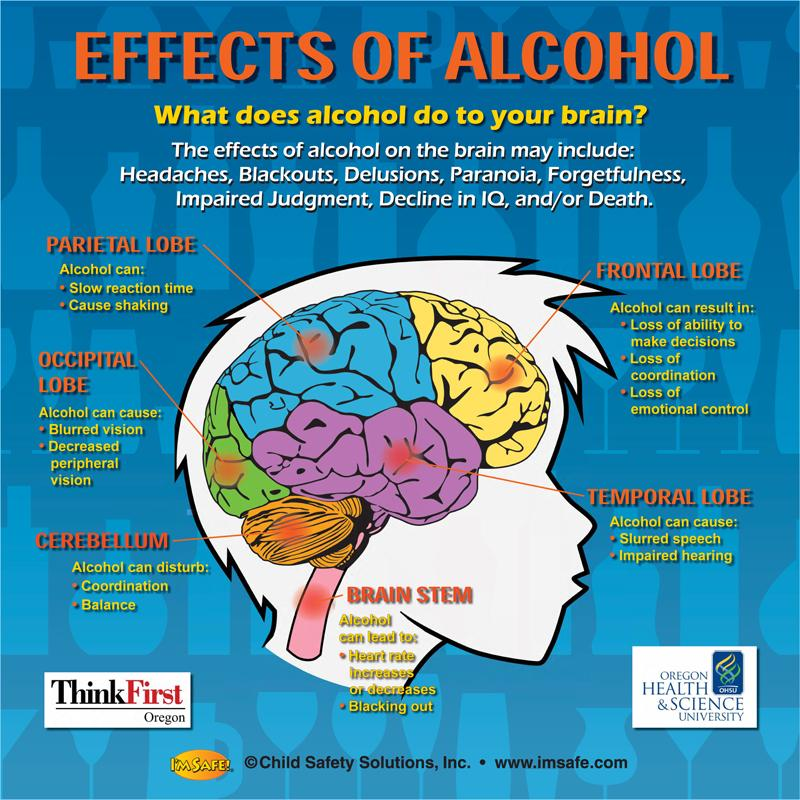 EFFECTS OF ALCOHOL
What does alcohol do to your brain?
The effects of alcohol on the brain may include:
Headaches, Blackouts, Delusions, Paranoia, Forgetfulness,
Impaired Judgment, Decline in IQ, and/or Death.
PARIETAL LOBE
Alcohol can:
• Slow reaction time
• Cause shaking
FRONTAL LOBE
Alcohol can result in:
• Loss of ability to
make decisions
• Loss of
coordination
• Loss of
emotional control
OCCIPITAL
LOBE
Alcohol can cause:
• Blurred vision
• Decreased
peripheral
vision
TEMPORAL LOBE
Alcohol can cause:
• Slurred speech
• Impaired hearing
CEREBELLUM
Alcohol can disturb:
• Coordination
• Balance
BRAIN STEM
Alcohol
can lead to:
• Heart rate
increases
or decreases
• Blacking out
ThinkFirst
Oregon
OREGON
HEALTH
& SCIENCE
UNIVERSITY
OHSU
I'M SAFE!
©Child Safety Solutions, Inc. • www.imsafe.com